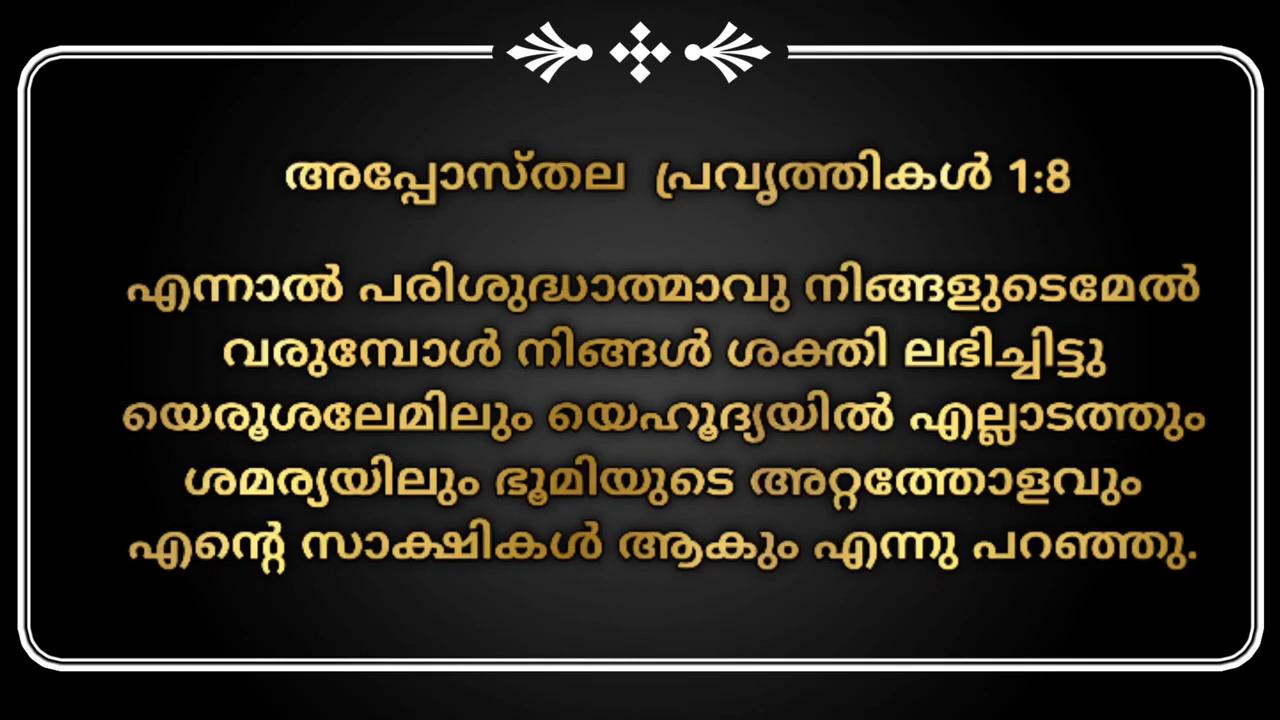 അപ്പോസ്തല പ്രവൃത്തികൾ 1:8
എന്നാൽ പരിശുദ്ധാത്മാവു നിങ്ങളുടെമേൽ
വരുമ്പോൾ നിങ്ങൾ ശക്തി ലഭിച്ചിട്ടു
യെരൂശലേമിലും യെഹൂദ്യയിൽ എല്ലാടത്തും
ശമര്യയിലും ഭൂമിയുടെ അറ്റത്തോളവും
എന്റെ സാക്ഷികൾ ആകും എന്നു പറഞ്ഞു.